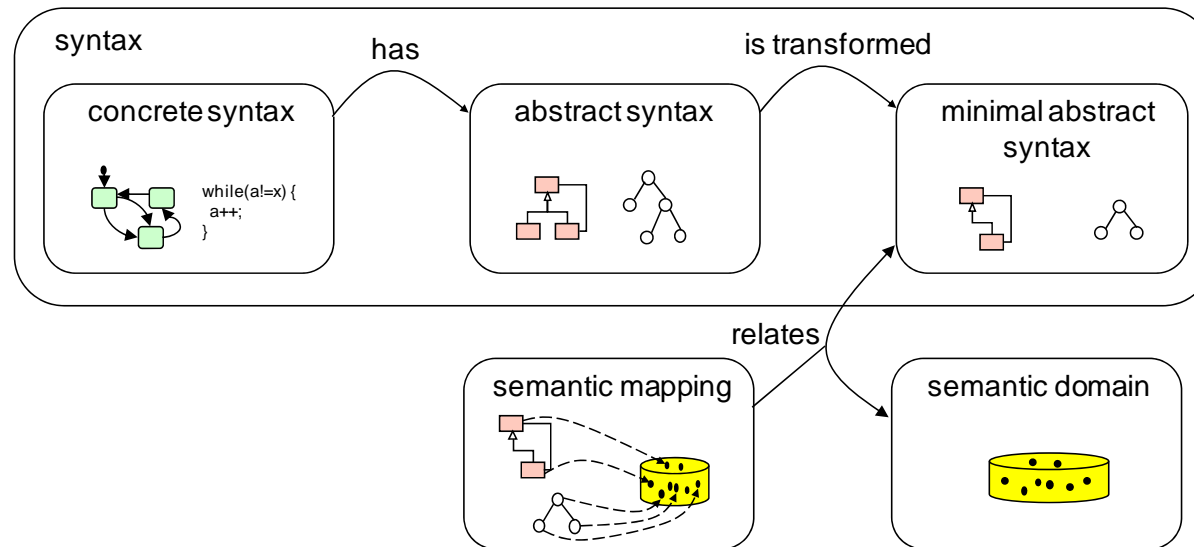 syntax
has
is transformed
concrete syntax
abstract syntax
minimal abstract
syntax
while(a!=x) {
a++;
}
relates
semantic mapping
semantic domain